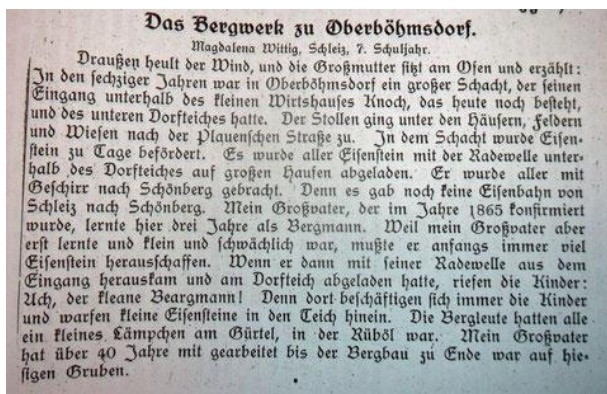 Das Bergwerk zu Oberböhmsdorf.
Magdalena Wittig, Schleiz, 7. Schuljahr.
Draußen heult der Wind, und die Großmutter sitzt am Ofen und erzählt:
In den sechziger Jahren war in Oberböhmsdorf ein großer Schacht, der seinen
Eingang unterhalb des kleinen Wirtshauses Knoch, das heute noch besteht,
und des unteren Dorfteiches hatte. Der Stollen ging unter den Häusern, Feldern
und Wiesen nach der Plauenschen Straße zu. In dem Schacht wurde Eisen-
stein zu Tage befördert. Es wurde aller Eisenstein mit der Radewelle unter-
halb des Dorfteiches auf großen Haufen abgeladen. Er wurde aller mit
Geschirr nach Schönberg gebracht. Denn es gab noch keine Eisenbahn von
Schleiz nach Schönberg. Mein Großvater, der im Jahre 1865 konfirmiert
wurde, lernte hier drei Jahre als Bergmann. Weil mein Großvater aber
erst lernte und klein und schwächlich war, mußte er anfangs immer viel
Eisenstein herausschaffen. Wenn er dann mit seiner Radewelle aus dem
Eingang herauskam und am Dorfteich abgeladen hatte, riefen die Kinder:
Ach, der kleane Beargmann! Denn dort beschäftigen sich immer die Kinder
und warfen kleine Eisensteine in den Teich hinein. Die Bergleute hatten alle
ein kleines Lämpchen am Gürtel, in der Rüböl war. Mein Großvater
hat über 40 Jahre mit gearbeitet bis der Bergbau zu Ende war auf hie-
sigen Gruben.